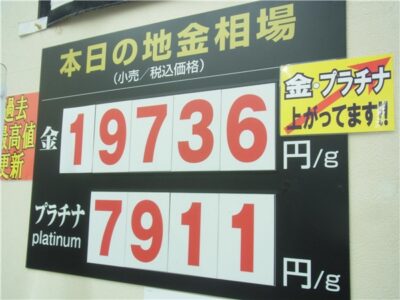 本日の地金相場
(小売／税込価格)
過去
最高値
更新
金 19736 円/g
金・プラチナ
上がってます!!
プラチナ
platinum
7911 円/g